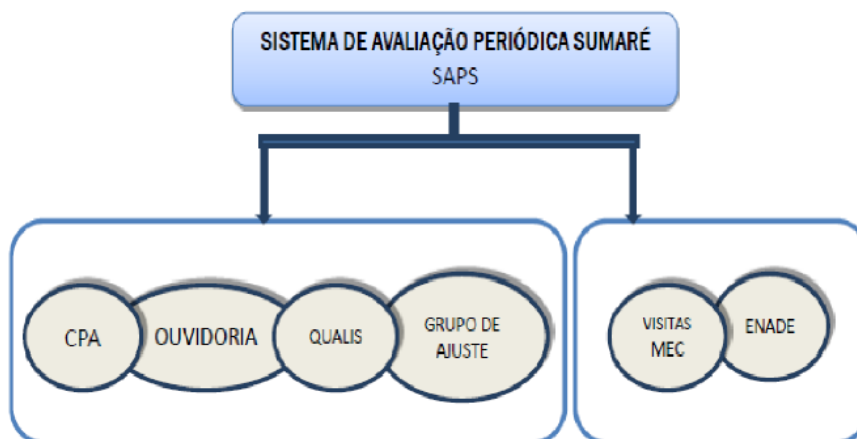 SISTEMA DE AVALIAÇÃO PERIÓDICA SUMARÉ
SAPS
CPA
OUVIDORIA
QUALIS
GRUPO DE
AJUSTE
VISITAS
MEC
ENADE